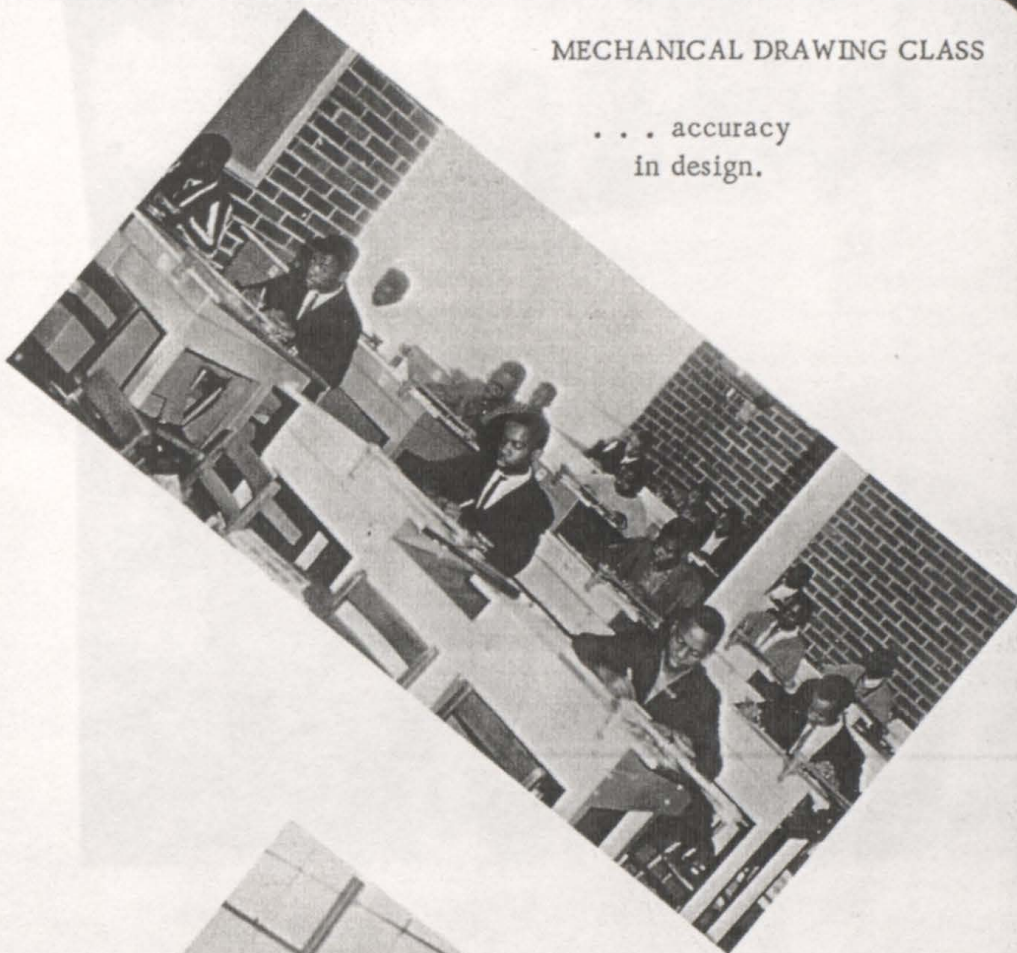 MECHANICAL DRAWING CLASS
. . . accuracy
in design.